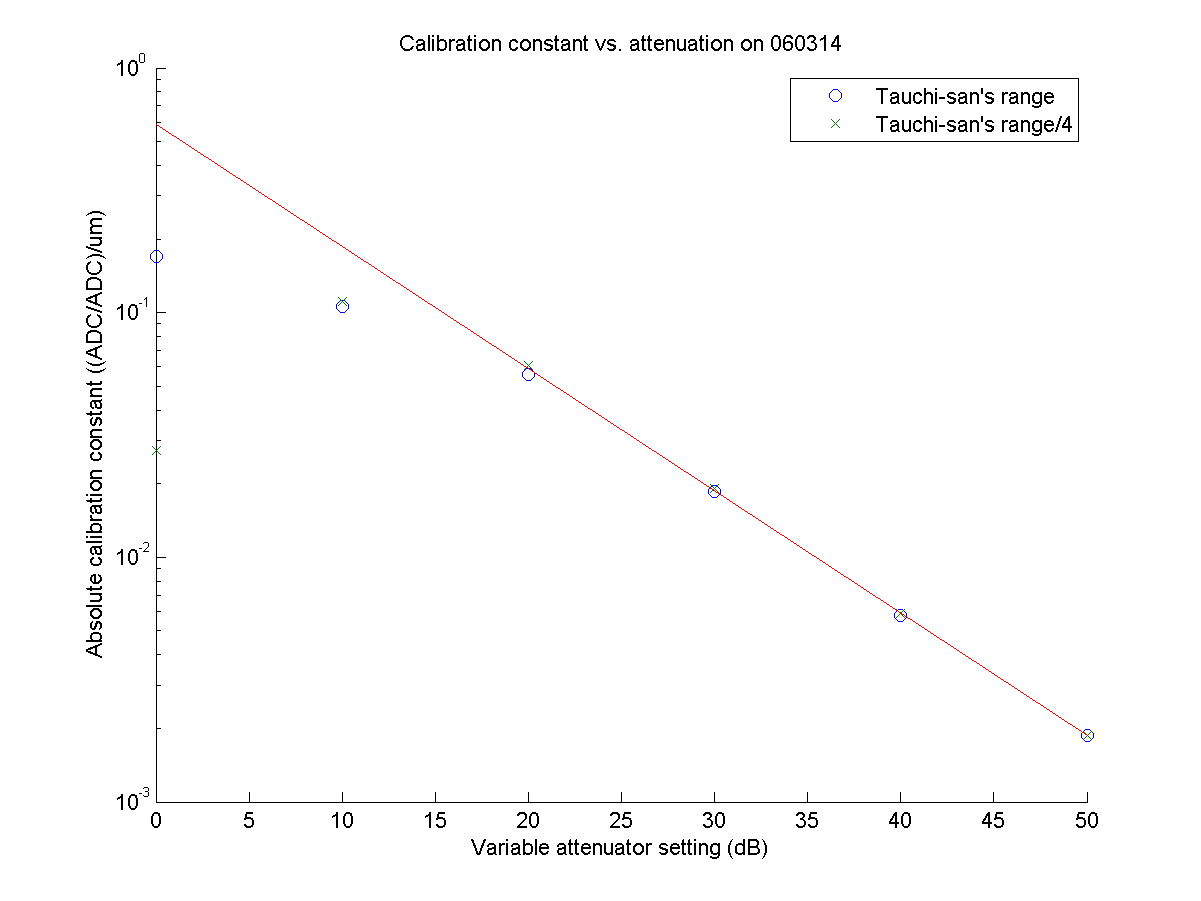 Calibration constant vs. attenuation on 060314
Tauchi-san's range
Tauchi-san's range/4
Absolute calibration constant ((ADC/ADC)/um)
10^0
10^-1
10^-2
10^-3
0 5 10 15 20 25 30 35 40 45 50
Variable attenuator setting (dB)